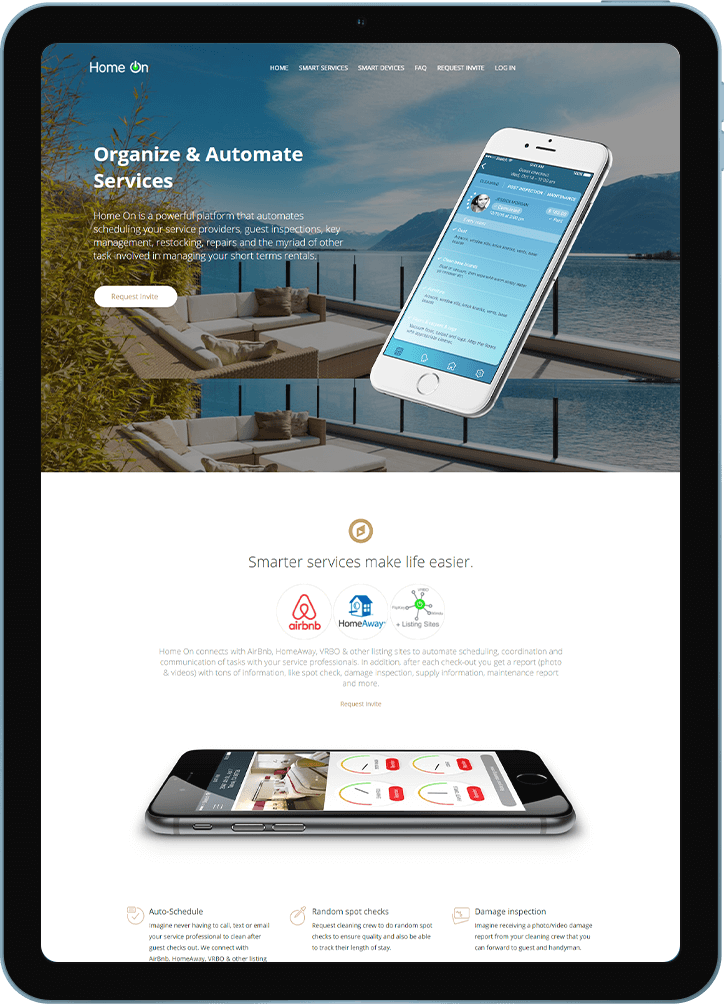 Home On
HOME SMART SERVICES SMART DEVICES FAQ REQUEST INVITE LOG IN
Organize & Automate
Services
Home On is a powerful platform that automates
scheduling your service providers, guest inspections, key
management, restocking, repairs and the myriad of other
task involved in managing your short terms rentals.
Request Invite
Guest checkout
CLEANING POST INSPECTION MAINTENANCE
Smarter services make life easier.
airbnb
HomeAway
+ Listing Sites
Home On connects with AirBnb, HomeAway, VRBO & other listing sites to automate scheduling, coordination and
communication of tasks with your service professionals. In addition, after each check-out you get a report (photo
& videos) with tons of information, like spot check, damage inspection, supply information, maintenance report
and more.
Request Invite
Auto-Schedule
Imagine never having to call, text or email
your service professional to clean after
guest checks out. We connect with
AirBnb, HomeAway, VRBO & other listing
Random spot checks
Request cleaning crew to do random spot
checks to ensure quality and also be able
to track their length of stay.
Damage inspection
Imagine receiving a photo/video damage
report from your cleaning crew that you
can forward to guest and handyman.